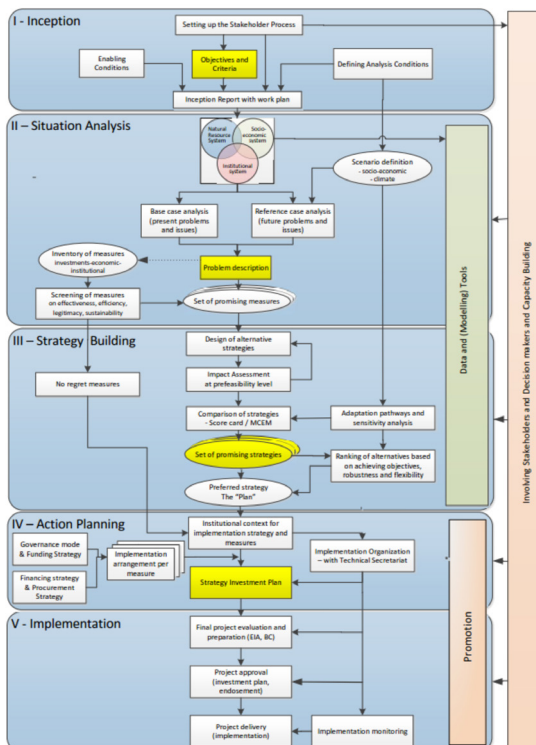 I - Inception
Setting up the Stakeholder Process
Enabling
Conditions
Objectives and
Criteria
Defining Analysis Conditions
Inception Report with work plan
II – Situation Analysis
Natural
Resource
System
Socio-
economic
system
Institutional
system
Scenario definition
- socio-economic
- climate
Base case analysis
(present problems
and issues)
Reference case analysis
(future problems and
issues)
Inventory of measures
investments-economic-
institutional
Problem description
Screening of measures
on effectiveness, efficiency,
legitimacy, sustainability
Set of promising measures
III – Strategy Building
Design of alternative
strategies
No regret measures
Impact Assessment
at prefeasibility level
Comparison of strategies
- Score card / MCEM
Adaptation pathways and
sensitivity analysis
Set of promising strategies
Ranking of alternatives based
on achieving objectives,
robustness and flexibility
Preferred strategy
The "Plan"
Data and (Modelling) Tools
IV – Action Planning
Institutional context for
implementation strategy and
measures
Governance mode
& Funding Strategy
Implementation
arrangement per
measure
Implementation Organization
– with Technical Secretariat
Financing strategy
& Procurement
Strategy
Strategy Investment Plan
V - Implementation
Final project evaluation and
preparation (EIA, BC)
Project approval
(investment plan,
endosement)
Project delivery
(implementation)
Implementation monitoring
Promotion
Involving Stakeholders and Decision makers and Capacity Building